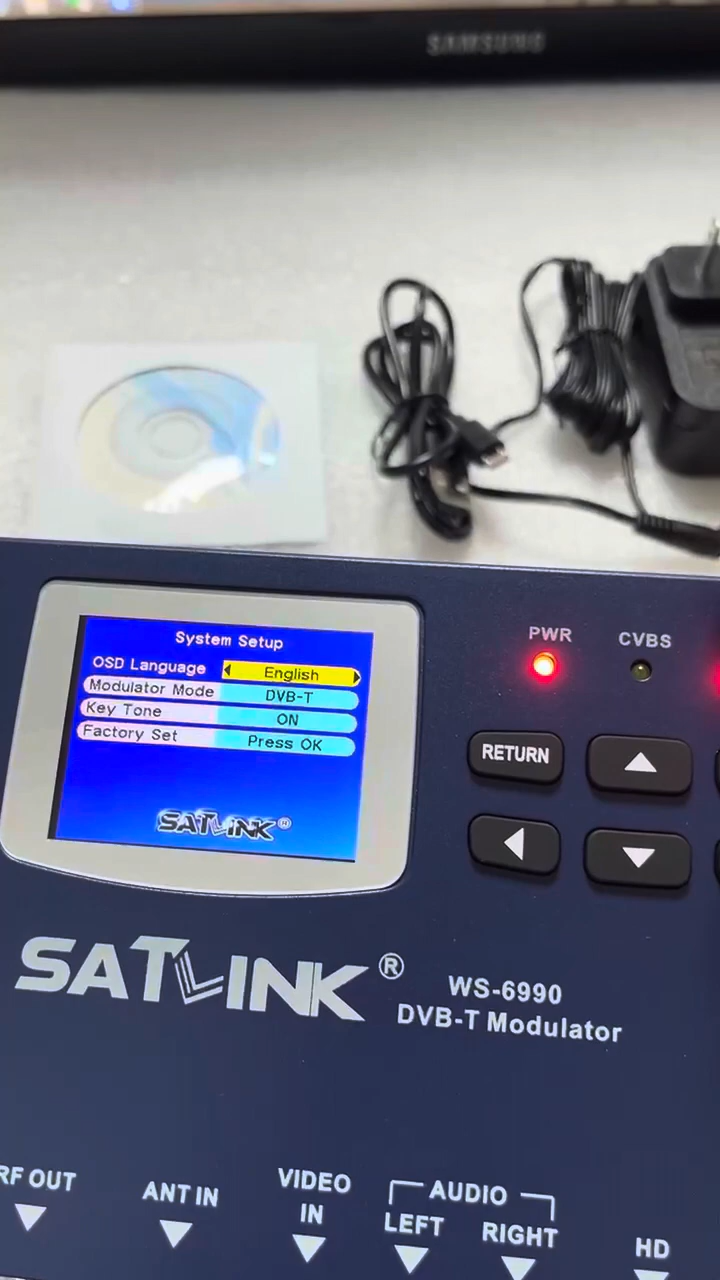 SAMSUNG
System Setup
OSD Language English
Modulator Mode DVB-T
Key Tone ON
Factory Set Press OK
SATLINK®
PWR
CVBS
RETURN
SATLINK®
WS-6990
DVB-T Modulator
RF OUT
ANT IN
VIDEO
IN
AUDIO
LEFT
RIGHT
HD